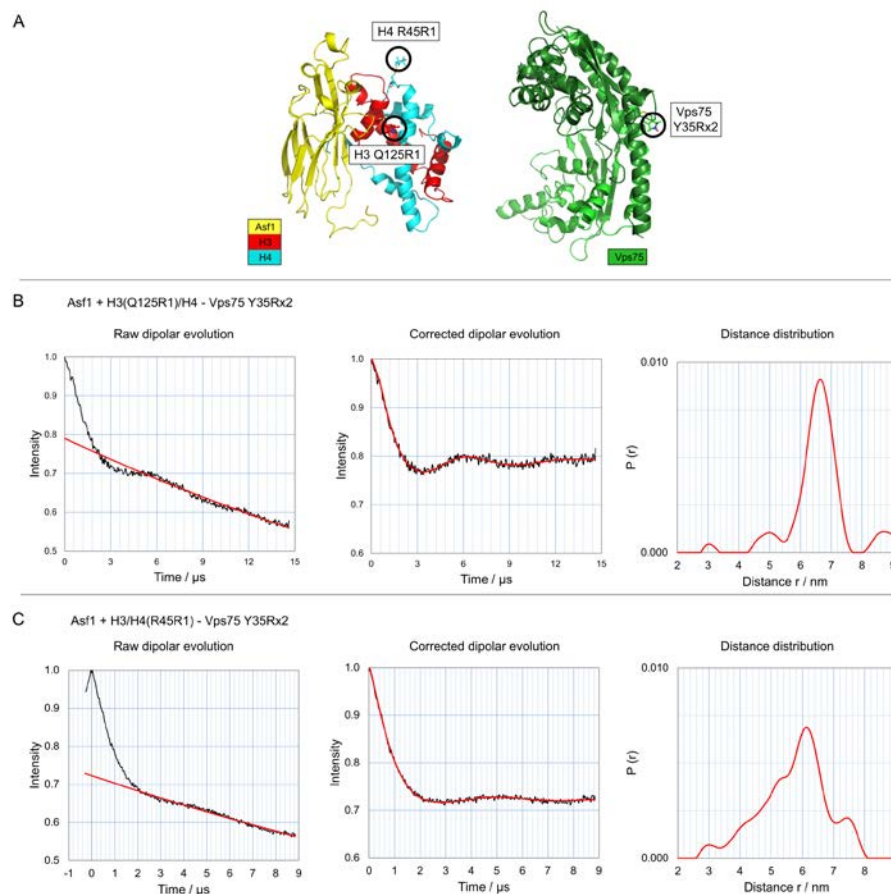 A
H4 R45R1
Vps75
Y35Rx2
H3 Q125R1
Asf1
H3
H4
Vps75
B
Asf1 + H3(Q125R1)/H4 - Vps75 Y35Rx2
Raw dipolar evolution
Corrected dipolar evolution
Distance distribution
Intensity
1.0
0.9
0.8
0.7
0.6
0.5
0
3
6
9
12
15
Time / µs
Intensity
1.0
0.9
0.8
0.7
0.6
0
3
6
9
12
15
Time / µs
P (r)
0.010
0.000
2
3
4
5
6
7
8
9
Distance r / nm
C
Asf1 + H3/H4(R45R1) - Vps75 Y35Rx2
Raw dipolar evolution
Corrected dipolar evolution
Distance distribution
Intensity
1.0
0.9
0.8
0.7
0.6
0.5
-1
0
1
2
3
4
5
6
7
8
9
Time / µs
Intensity
1.0
0.9
0.8
0.7
0.6
0
1
2
3
4
5
6
7
8
9
Time / µs
P (r)
0.010
0.000
2
3
4
5
6
7
8
9
Distance r / nm